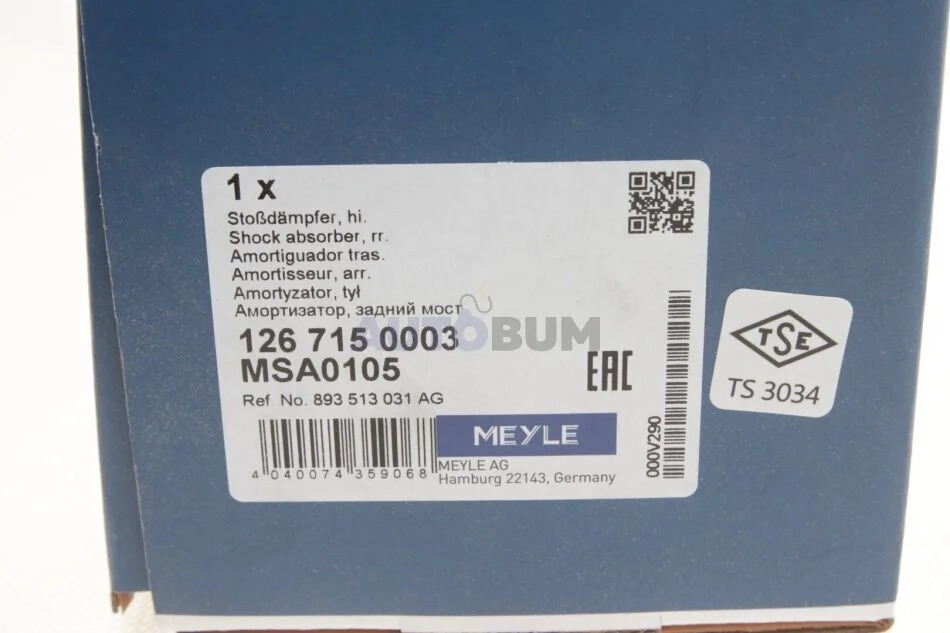 1 x
Stoßdämpfer, hi.
Shock absorber, rr.
Amortiguador tras.
Amortisseur, arr.
Amortyzator, tył
Амортизатор, задний мост
AUTOBUM
126 715 0003
MSA0105
EAC
Ref No. 893 513 031 AG
MEYLE
4 040074 359068
MEYLE AG
Hamburg 22143, Germany
000V290
TSE
TS 3034